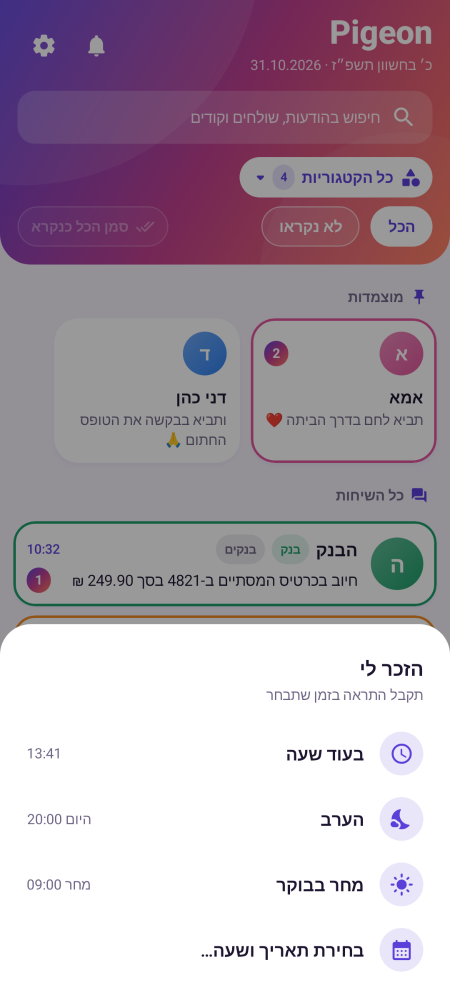 Pigeon
כ׳ בחשוון תשפ״ז · 31.10.2026
חיפוש בהודעות, שולחים וקודים
כל הקטגוריות 4
הכל
לא נקראו
סמן הכל כנקרא
מוצמדות
א
2
אמא
תביא לחם בדרך הביתה ❤️
ד
דני כהן
ותביא בבקשה את הטופס
החתום 🙏
כל השיחות
ה
הבנק בנק בנקים 10:32
חיוב בכרטיס המסתיים ב-4821 בסך 249.90 ₪ 1
הזכר לי
תקבל התראה בזמן שתבחר
בעוד שעה 13:41
הערב היום 20:00
מחר בבוקר מחר 09:00
בחירת תאריך ושעה...